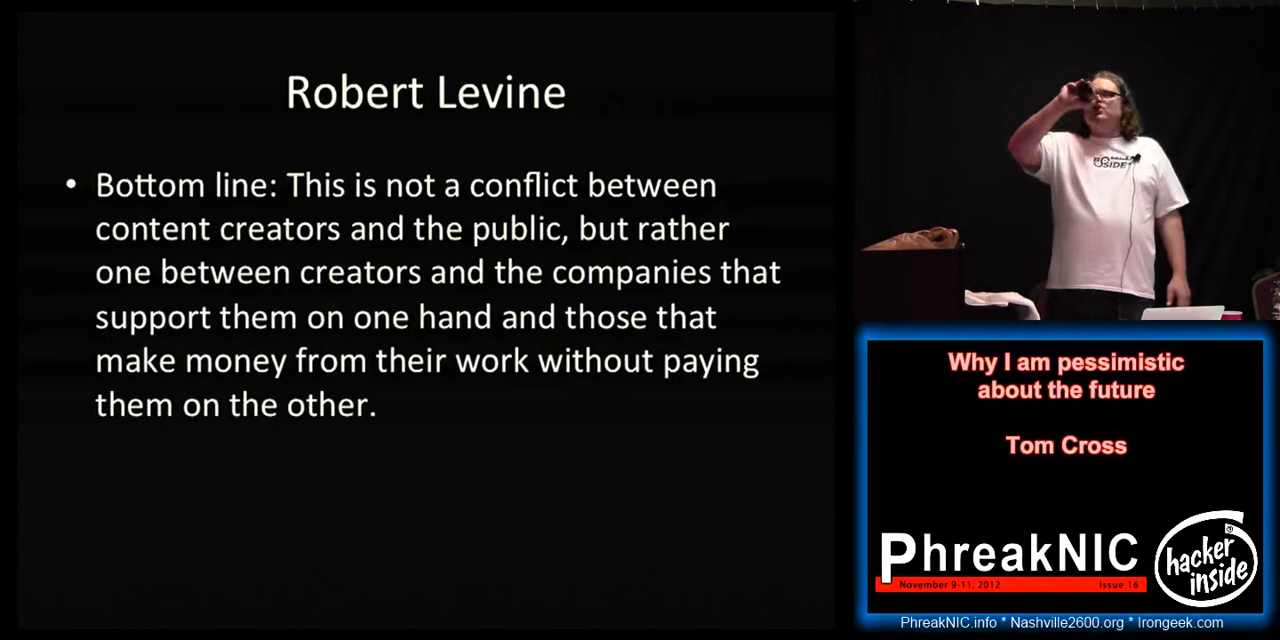 Robert Levine
• Bottom line: This is not a conflict between
content creators and the public, but rather
one between creators and the companies that
support them on one hand and those that
make money from their work without paying
them on the other.
SIDE
Why I am pessimistic
about the future
Tom Cross
PhreakNIC
November 9-11, 2012
Issue 16
hacker
inside
PhreakNIC.info * Nashville2600.org * Irongeek.com